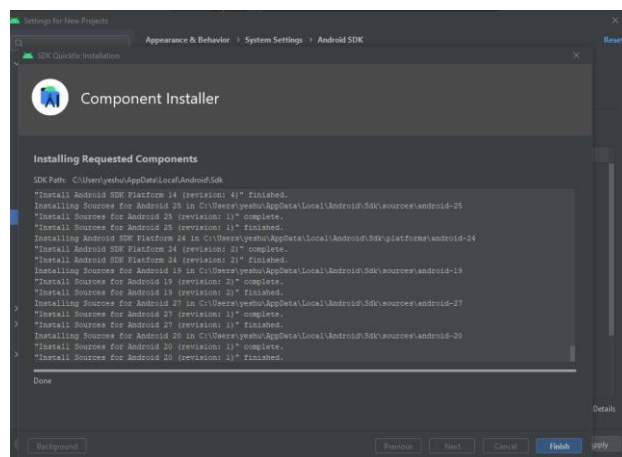 Settings for New Projects
Appearance & Behavior > System Settings > Android SDK
Reset
SDK Quickfix Installation
Component Installer
Installing Requested Components
SDK Path: C:\Users\yeshu\AppData\Local\Android\Sdk
"Install Android SDK Platform 14 (revision: 4)" finished.
Installing Sources for Android 25 in C:\Users\yeshu\AppData\Local\Android\Sdk\sources\android-25
"Install Sources for Android 25 (revision: 1)" complete.
"Install Sources for Android 25 (revision: 1)" finished.
Installing Android SDK Platform 24 in C:\Users\yeshu\AppData\Local\Android\Sdk\platforms\android-24
"Install Android SDK Platform 24 (revision: 2)" complete.
"Install Android SDK Platform 24 (revision: 2)" finished.
Installing Sources for Android 19 in C:\Users\yeshu\AppData\Local\Android\Sdk\sources\android-19
"Install Sources for Android 19 (revision: 2)" complete.
"Install Sources for Android 19 (revision: 2)" finished.
Installing Sources for Android 27 in C:\Users\yeshu\AppData\Local\Android\Sdk\sources\android-27
"Install Sources for Android 27 (revision: 1)" complete.
"Install Sources for Android 27 (revision: 1)" finished.
Installing Sources for Android 20 in C:\Users\yeshu\AppData\Local\Android\Sdk\sources\android-20
"Install Sources for Android 20 (revision: 1)" complete.
"Install Sources for Android 20 (revision: 1)" finished.
Done
Details
Background
Previous Next Cancel Finish
pply